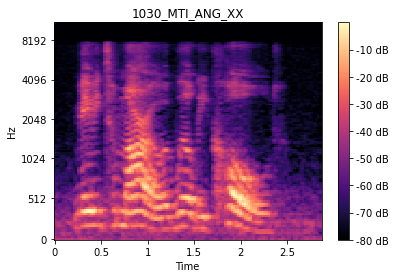 1030_MTI_ANG_XX
8192
4096
2048
1024
512
0
Hz
0
0.5
1
1.5
2
2.5
Time
-10 dB
-20 dB
-30 dB
-40 dB
-50 dB
-60 dB
-70 dB
-80 dB